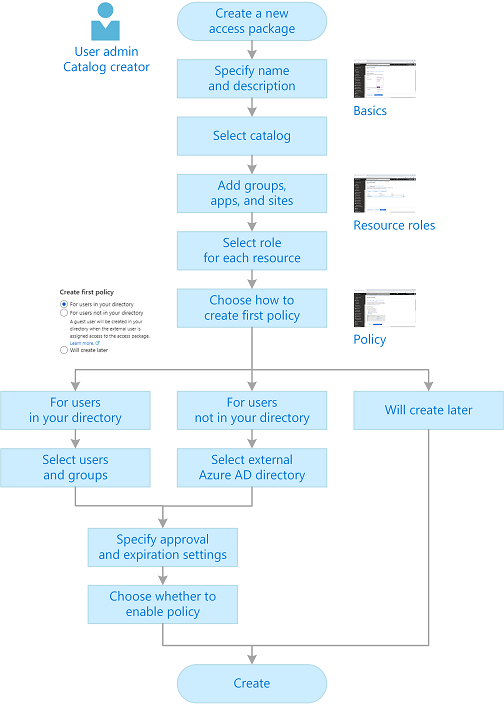 Create a new
access package
User admin
Catalog creator
Specify name
and description
Basics
Select catalog
Add groups,
apps, and sites
Resource roles
Select role
for each resource
Create first policy
For users in your directory
For users not in your directory
A guest user will be created in your
directory when the external user is
assigned access to the access package.
Learn more.
Will create later
Choose how to
create first policy
Policy
For users
in your directory
For users
not in your directory
Will create later
Select users
and groups
Select external
Azure AD directory
Specify approval
and expiration settings
Choose whether to
enable policy
Create